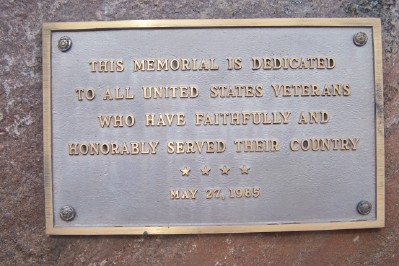 THIS MEMORIAL IS DEDICATED
TO ALL UNITED STATES VETERANS
WHO HAVE FAITHFULLY AND
HONORABLY SERVED THEIR COUNTRY
★ ★ ★ ★
MAY 27, 1985